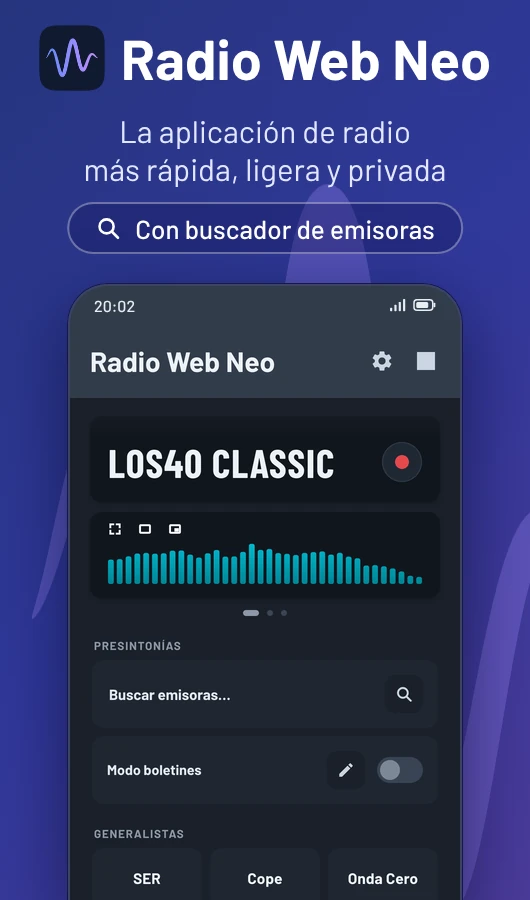 Radio Web Neo
La aplicación de radio
más rápida, ligera y privada
Con buscador de emisoras
20:02
Radio Web Neo
LOS40 CLASSIC
PRESINTONÍAS
Buscar emisoras...
Modo boletines
GENERALISTAS
SER Cope Onda Cero